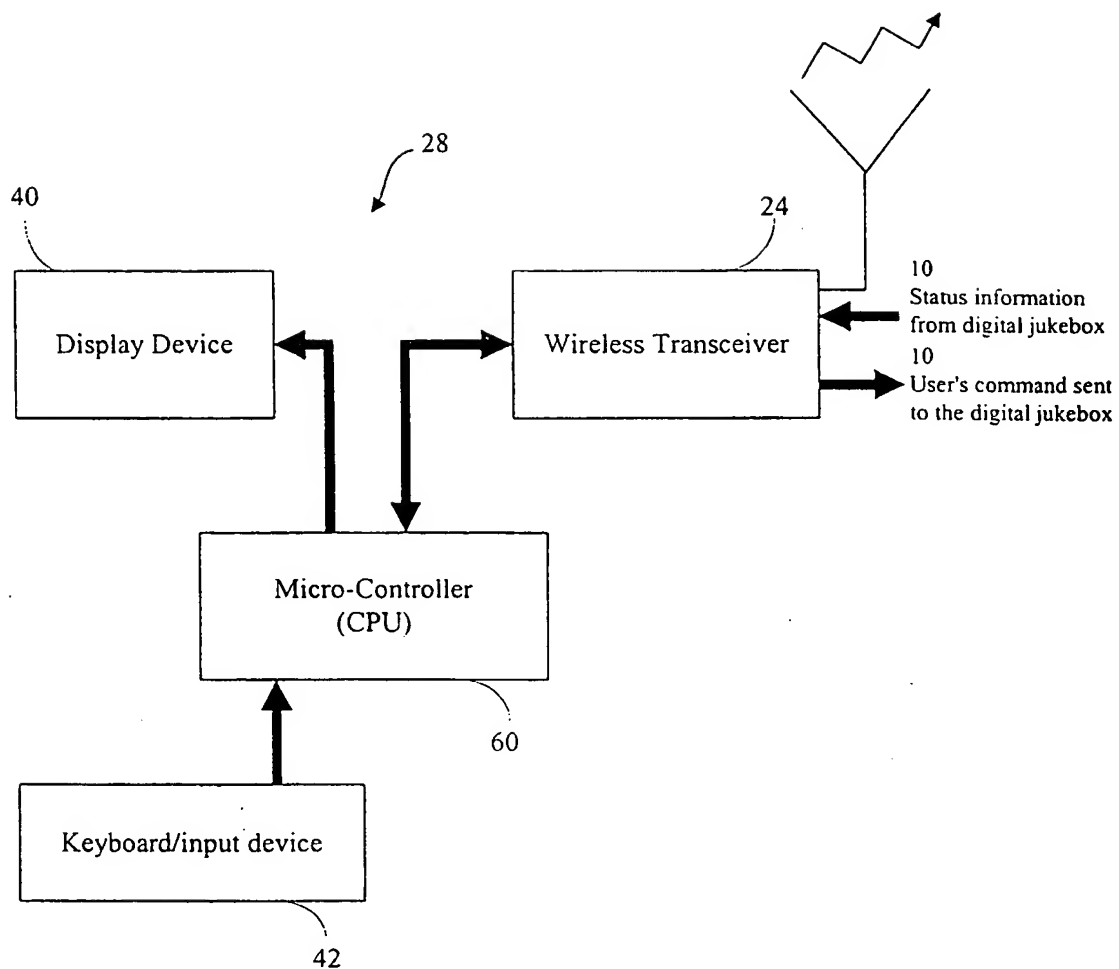 28
40
24
Display Device
Wireless Transceiver
10
Status information
from digital jukebox
10
User's command sent
to the digital jukebox
Micro-Controller
(CPU)
60
Keyboard/input device
42